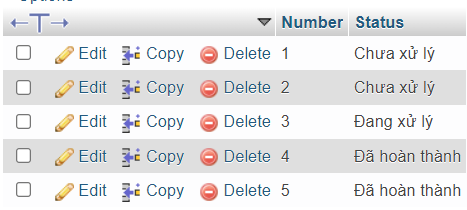 Number Status
Edit Copy Delete 1 Chưa xử lý
Edit Copy Delete 2 Chưa xử lý
Edit Copy Delete 3 Đang xử lý
Edit Copy Delete 4 Đã hoàn thành
Edit Copy Delete 5 Đã hoàn thành